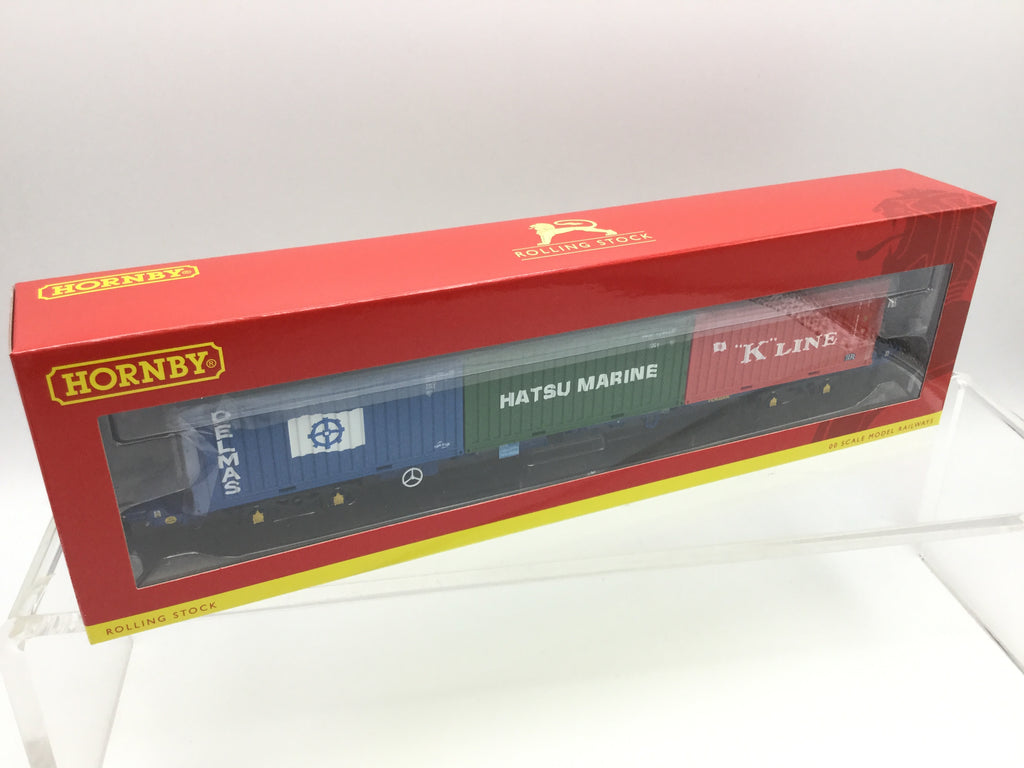 HORNBY®
ROLLING STOCK
HORNBY®
DELMAS
HATSU MARINE
"K" LINE
00 SCALE MODEL RAILWAYS
ROLLING STOCK